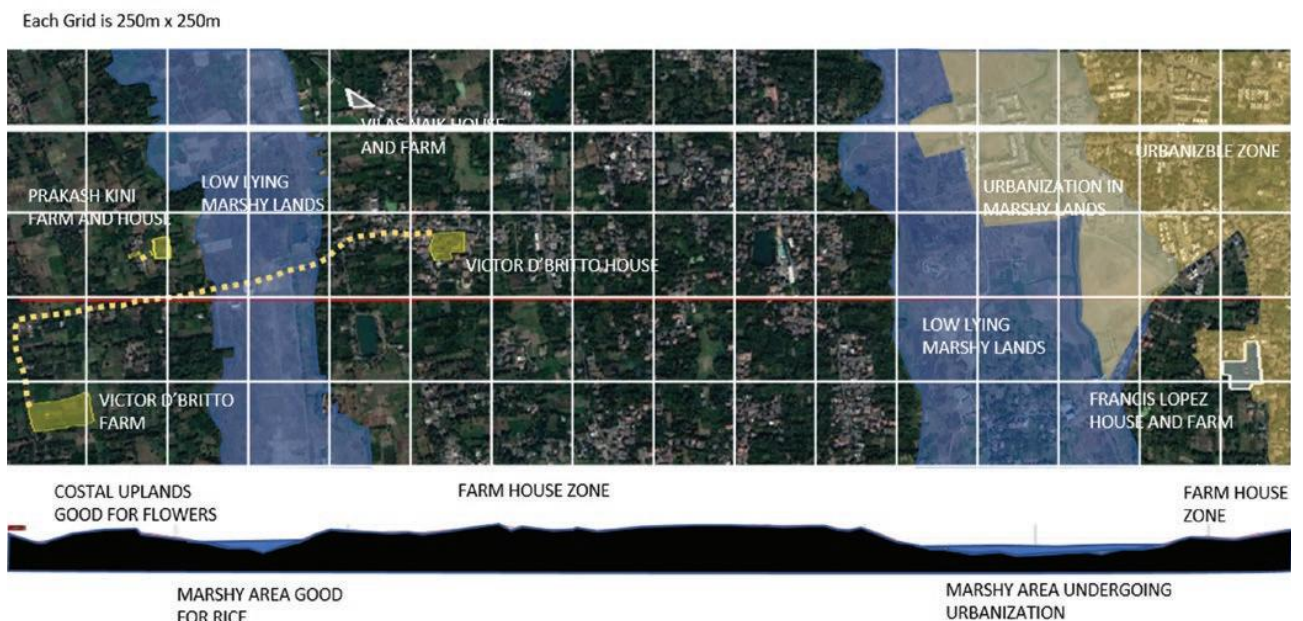 Each Grid is 250m x 250m
VILAS NAIK HOUSE
AND FARM
URBANIZBLE ZONE
PRAKASH KINI
FARM AND HOUSE
LOW LYING
MARSHY LANDS
URBANIZATION IN
MARSHY LANDS
VICTOR D'BRITTO HOUSE
LOW LYING
MARSHY LANDS
VICTOR D'BRITTO
FARM
FRANCIS LOPEZ
HOUSE AND FARM
COSTAL UPLANDS
GOOD FOR FLOWERS
FARM HOUSE ZONE
FARM HOUSE
ZONE
MARSHY AREA GOOD
FOR RICE
MARSHY AREA UNDERGOING
URBANIZATION